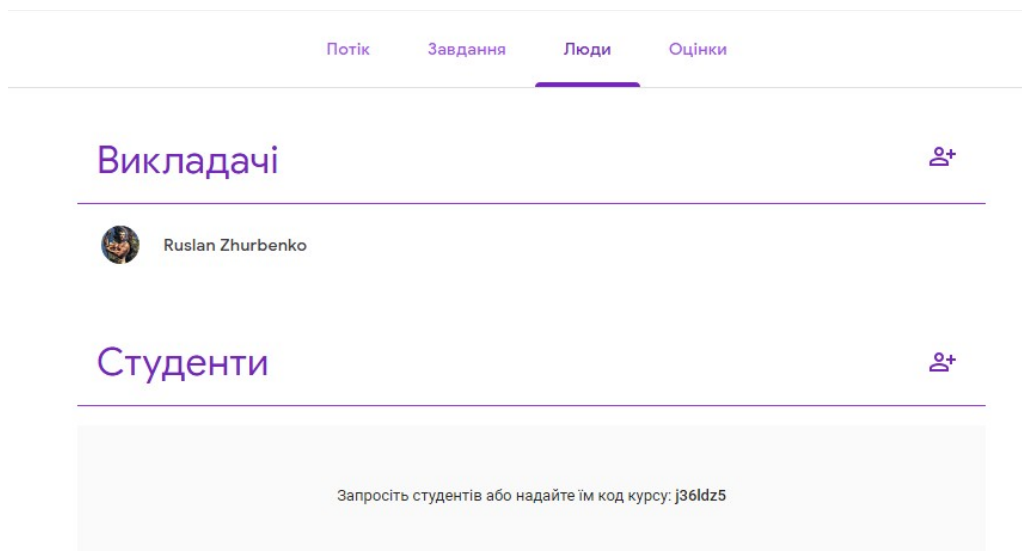 Потік Завдання Люди Оцінки
Викладачі
Ruslan Zhurbenko
Студенти
Запросіть студентів або надайте їм код курсу: j36ldz5